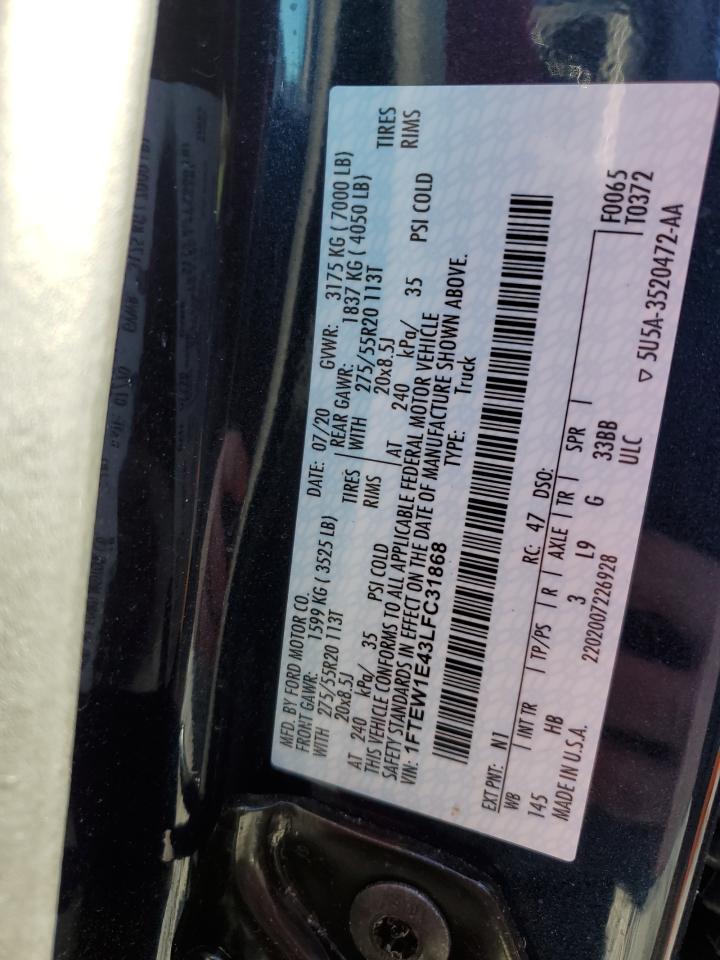 MFD. BY FORD MOTOR CO.
DATE: 07/20 GVWR: 3175 KG ( 7000 LB)
FRONT GAWR: 1599 KG ( 3525 LB) REAR GAWR: 1837 KG ( 4050 LB)
WITH 275/55R20 113T TIRES WITH 275/55R20 113T TIRES
20x8.5J RIMS 20x8.5J RIMS
AT 240 kPa/ 35 PSI COLD AT 240 kPa/ 35 PSI COLD
THIS VEHICLE CONFORMS TO ALL APPLICABLE FEDERAL MOTOR VEHICLE
SAFETY STANDARDS IN EFFECT ON THE DATE OF MANUFACTURE SHOWN ABOVE.
VIN: 1FTEW1E43LFC31868 TYPE: Truck
EXT PNT: N1 RC: 47 DSO: F0065
WB INT TR TP/PS R AXLE TR SPR T0372
145 HB 3 L9 G 33BB
MADE IN U.S.A. 2202007226928 ULC
▽ 5U5A-3520472-AA